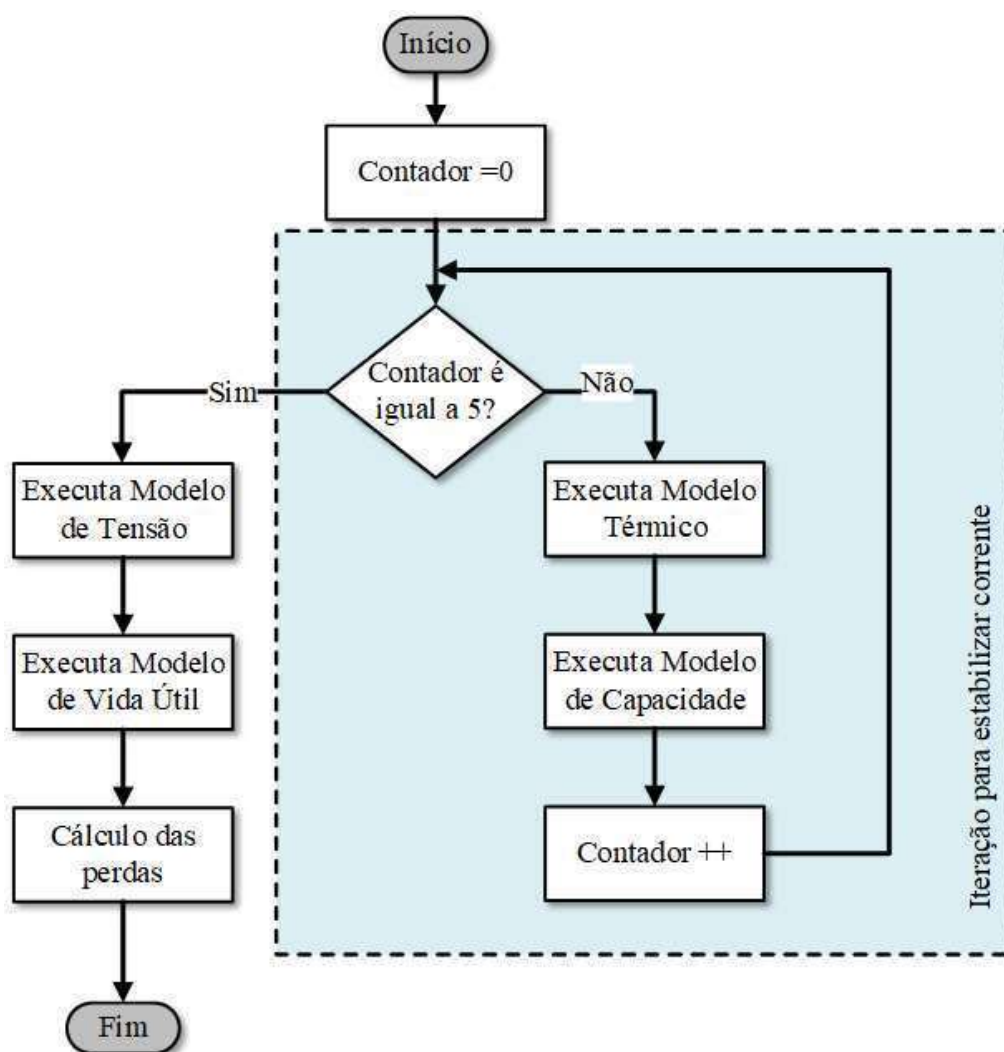 Início
Contador =0
Contador é
igual a 5?
Sim
Não
Executa Modelo
de Tensão
Executa Modelo
Térmico
Executa Modelo
de Vida Útil
Executa Modelo
de Capacidade
Cálculo das
perdas
Contador ++
Iteração para estabilizar corrente
Fim